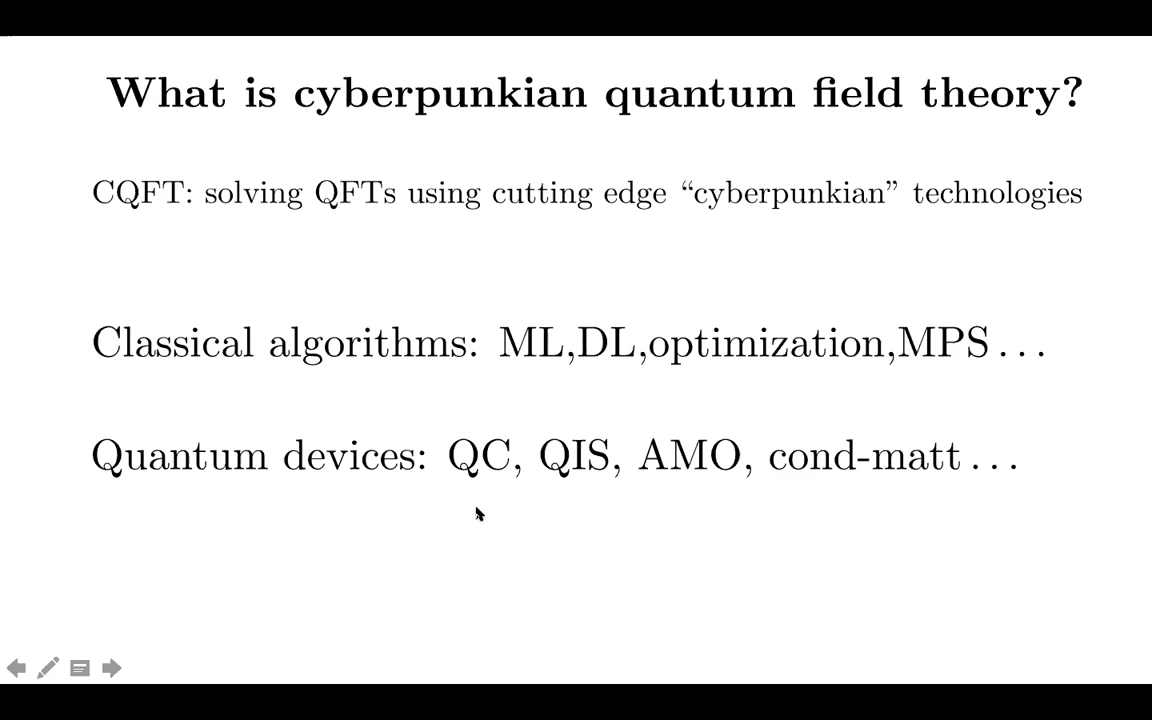 What is cyberpunkian quantum field theory?
CQFT: solving QFTs using cutting edge “cyberpunkian” technologies
Classical algorithms: ML,DL,optimization,MPS...
Quantum devices: QC, QIS, AMO, cond-matt...